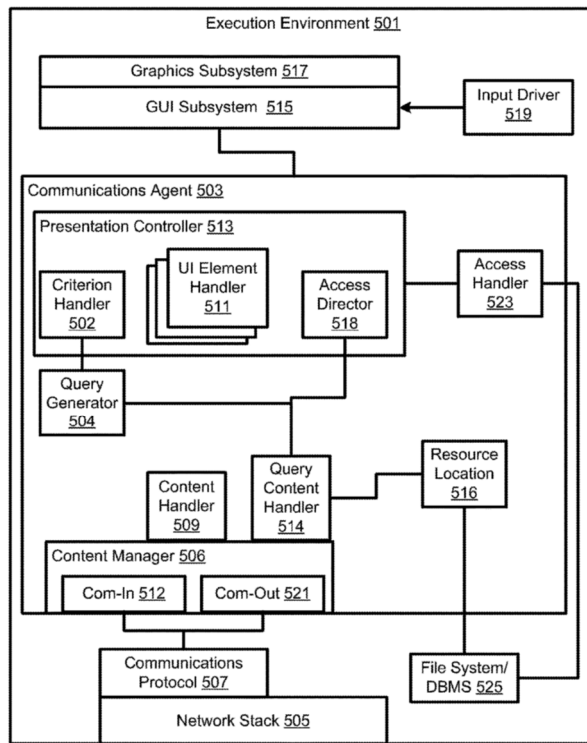 Execution Environment 501
Graphics Subsystem 517
GUI Subsystem 515
Input Driver
519
Communications Agent 503
Presentation Controller 513
Criterion
Handler
502
UI Element
Handler
511
Access
Director
518
Access
Handler
523
Query
Generator
504
Content
Handler
509
Query
Content
Handler
514
Resource
Location
516
Content Manager 506
Com-In 512
Com-Out 521
Communications
Protocol 507
File System/
DBMS 525
Network Stack 505